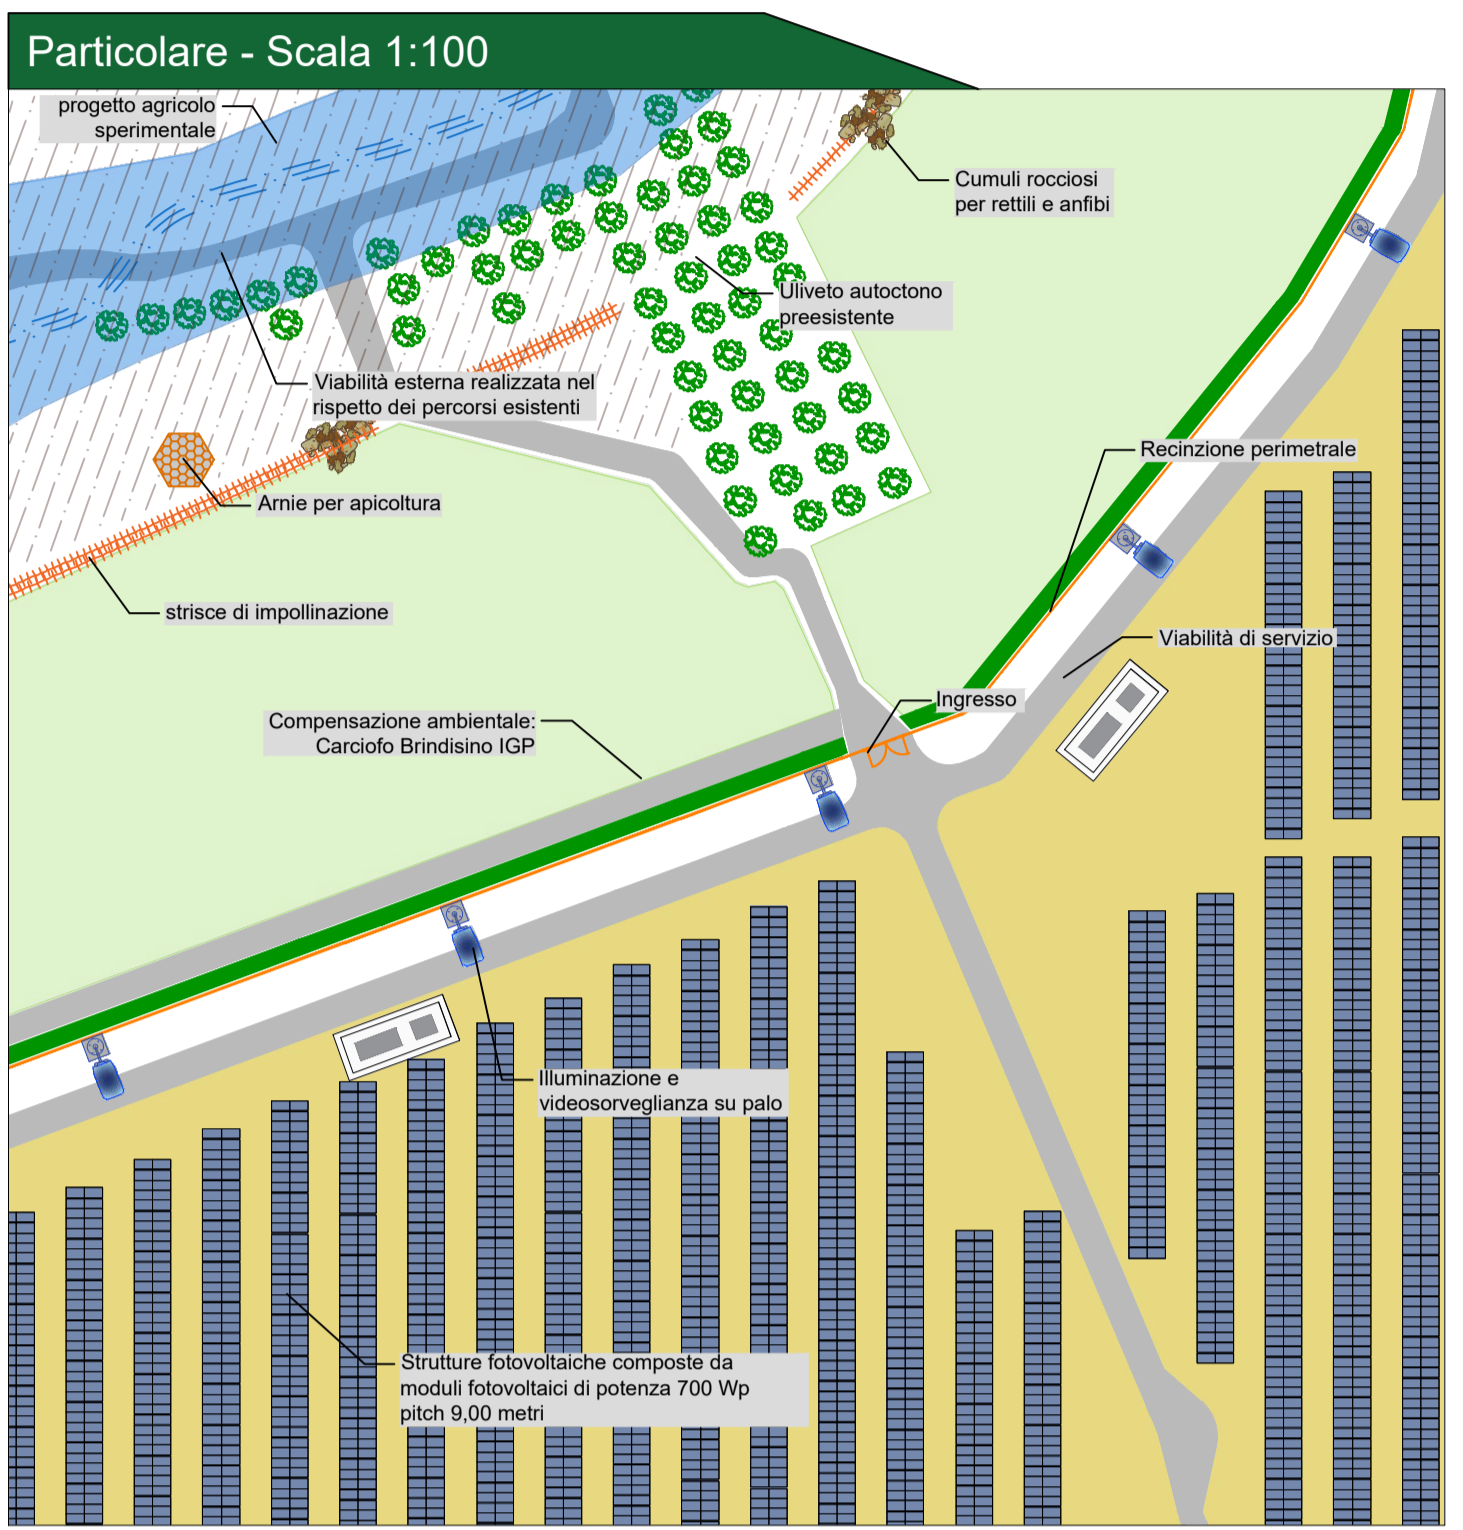 Particolare - Scala 1:100
progetto agricolo
sperimentale
Cumuli rocciosi
per rettili e anfibi
Uliveto autoctono
preesistente
Viabilità esterna realizzata nel
rispetto dei percorsi esistenti
Recinzione perimetrale
Arnie per apicoltura
strisce di impollinazione
Viabilità di servizio
Ingresso
Compensazione ambientale:
Carciofo Brindisino IGP
Illuminazione e
videosorveglianza su palo
Strutture fotovoltaiche composte da
moduli fotovoltaici di potenza 700 Wp
pitch 9,00 metri